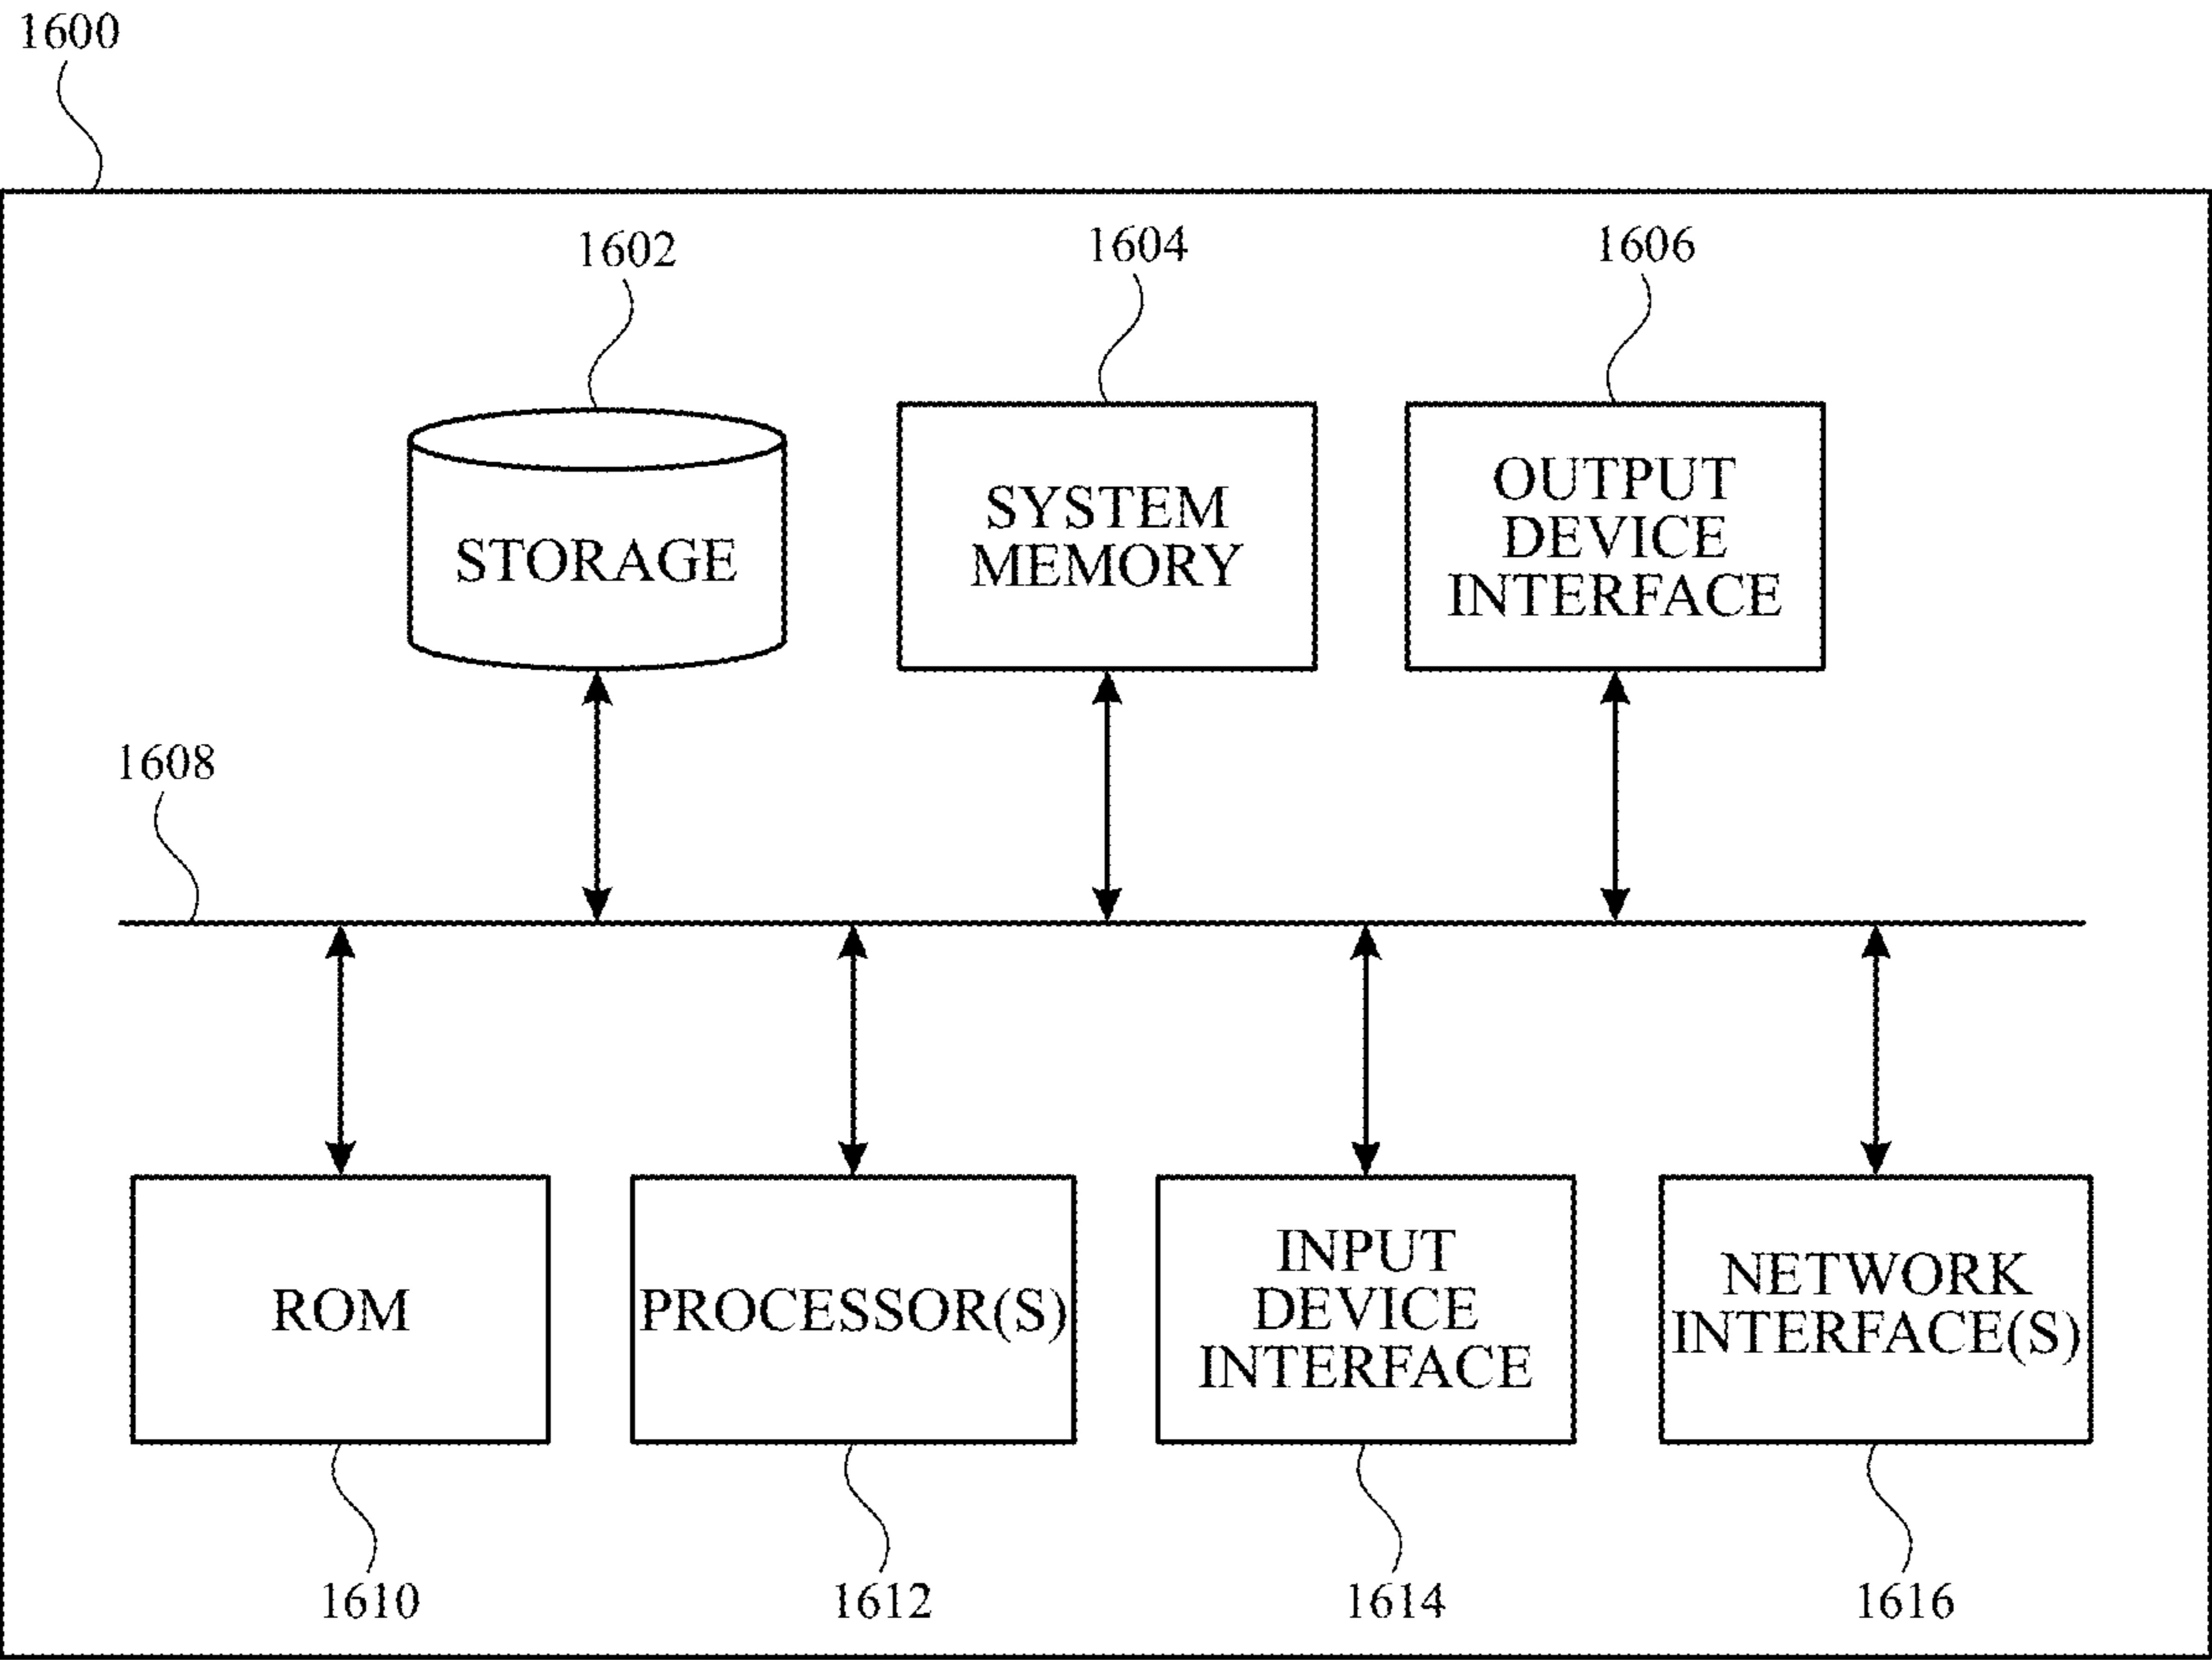 1600
1602
1604
1606
STORAGE
SYSTEM
MEMORY
OUTPUT
DEVICE
INTERFACE
1608
ROM
PROCESSOR(S)
INPUT
DEVICE
INTERFACE
NETWORK
INTERFACE(S)
1610
1612
1614
1616